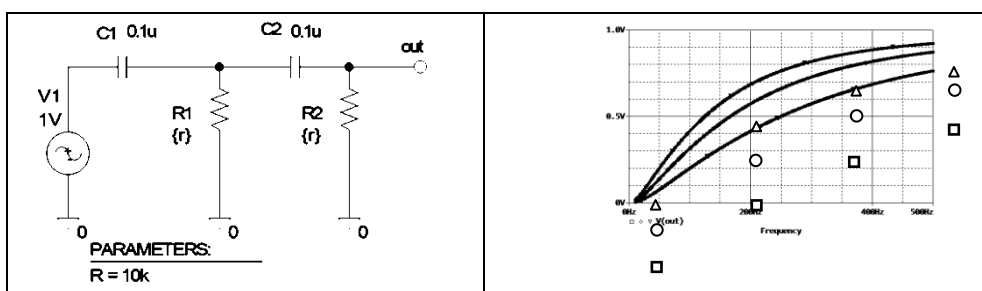 C1 0.1u C2 0.1u
out
V1
1V
R1
{r}
R2
{r}
0 0 0
PARAMETERS:
R = 10k
1.0V
0.5V
0V
0Hz 200Hz 400Hz 500Hz
V(out)
Frequency